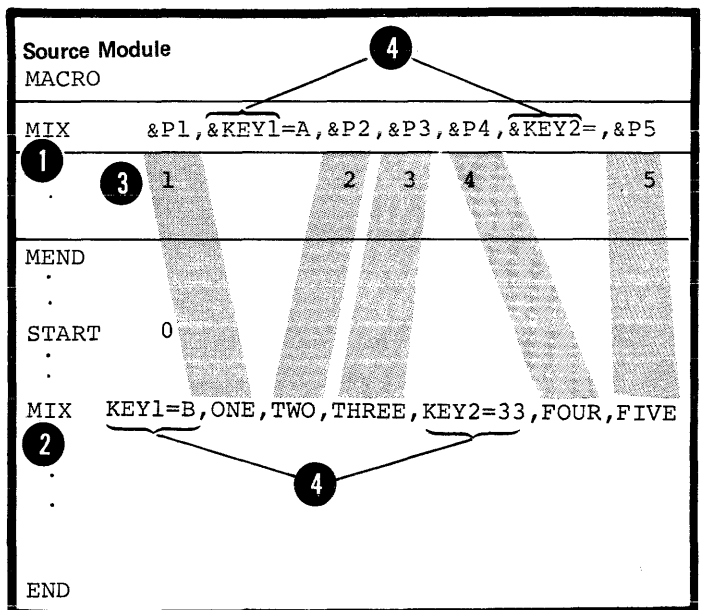 4
Source Module
MACRO
MIX &P1,&KEY1=A,&P2,&P3,&P4,&KEY2=,&P5
1
3 1 2 3 4 5
.
MEND
.
.
START 0
.
.
MIX KEY1=B,ONE,TWO,THREE,KEY2=33,FOUR,FIVE
2
4
.
.
END